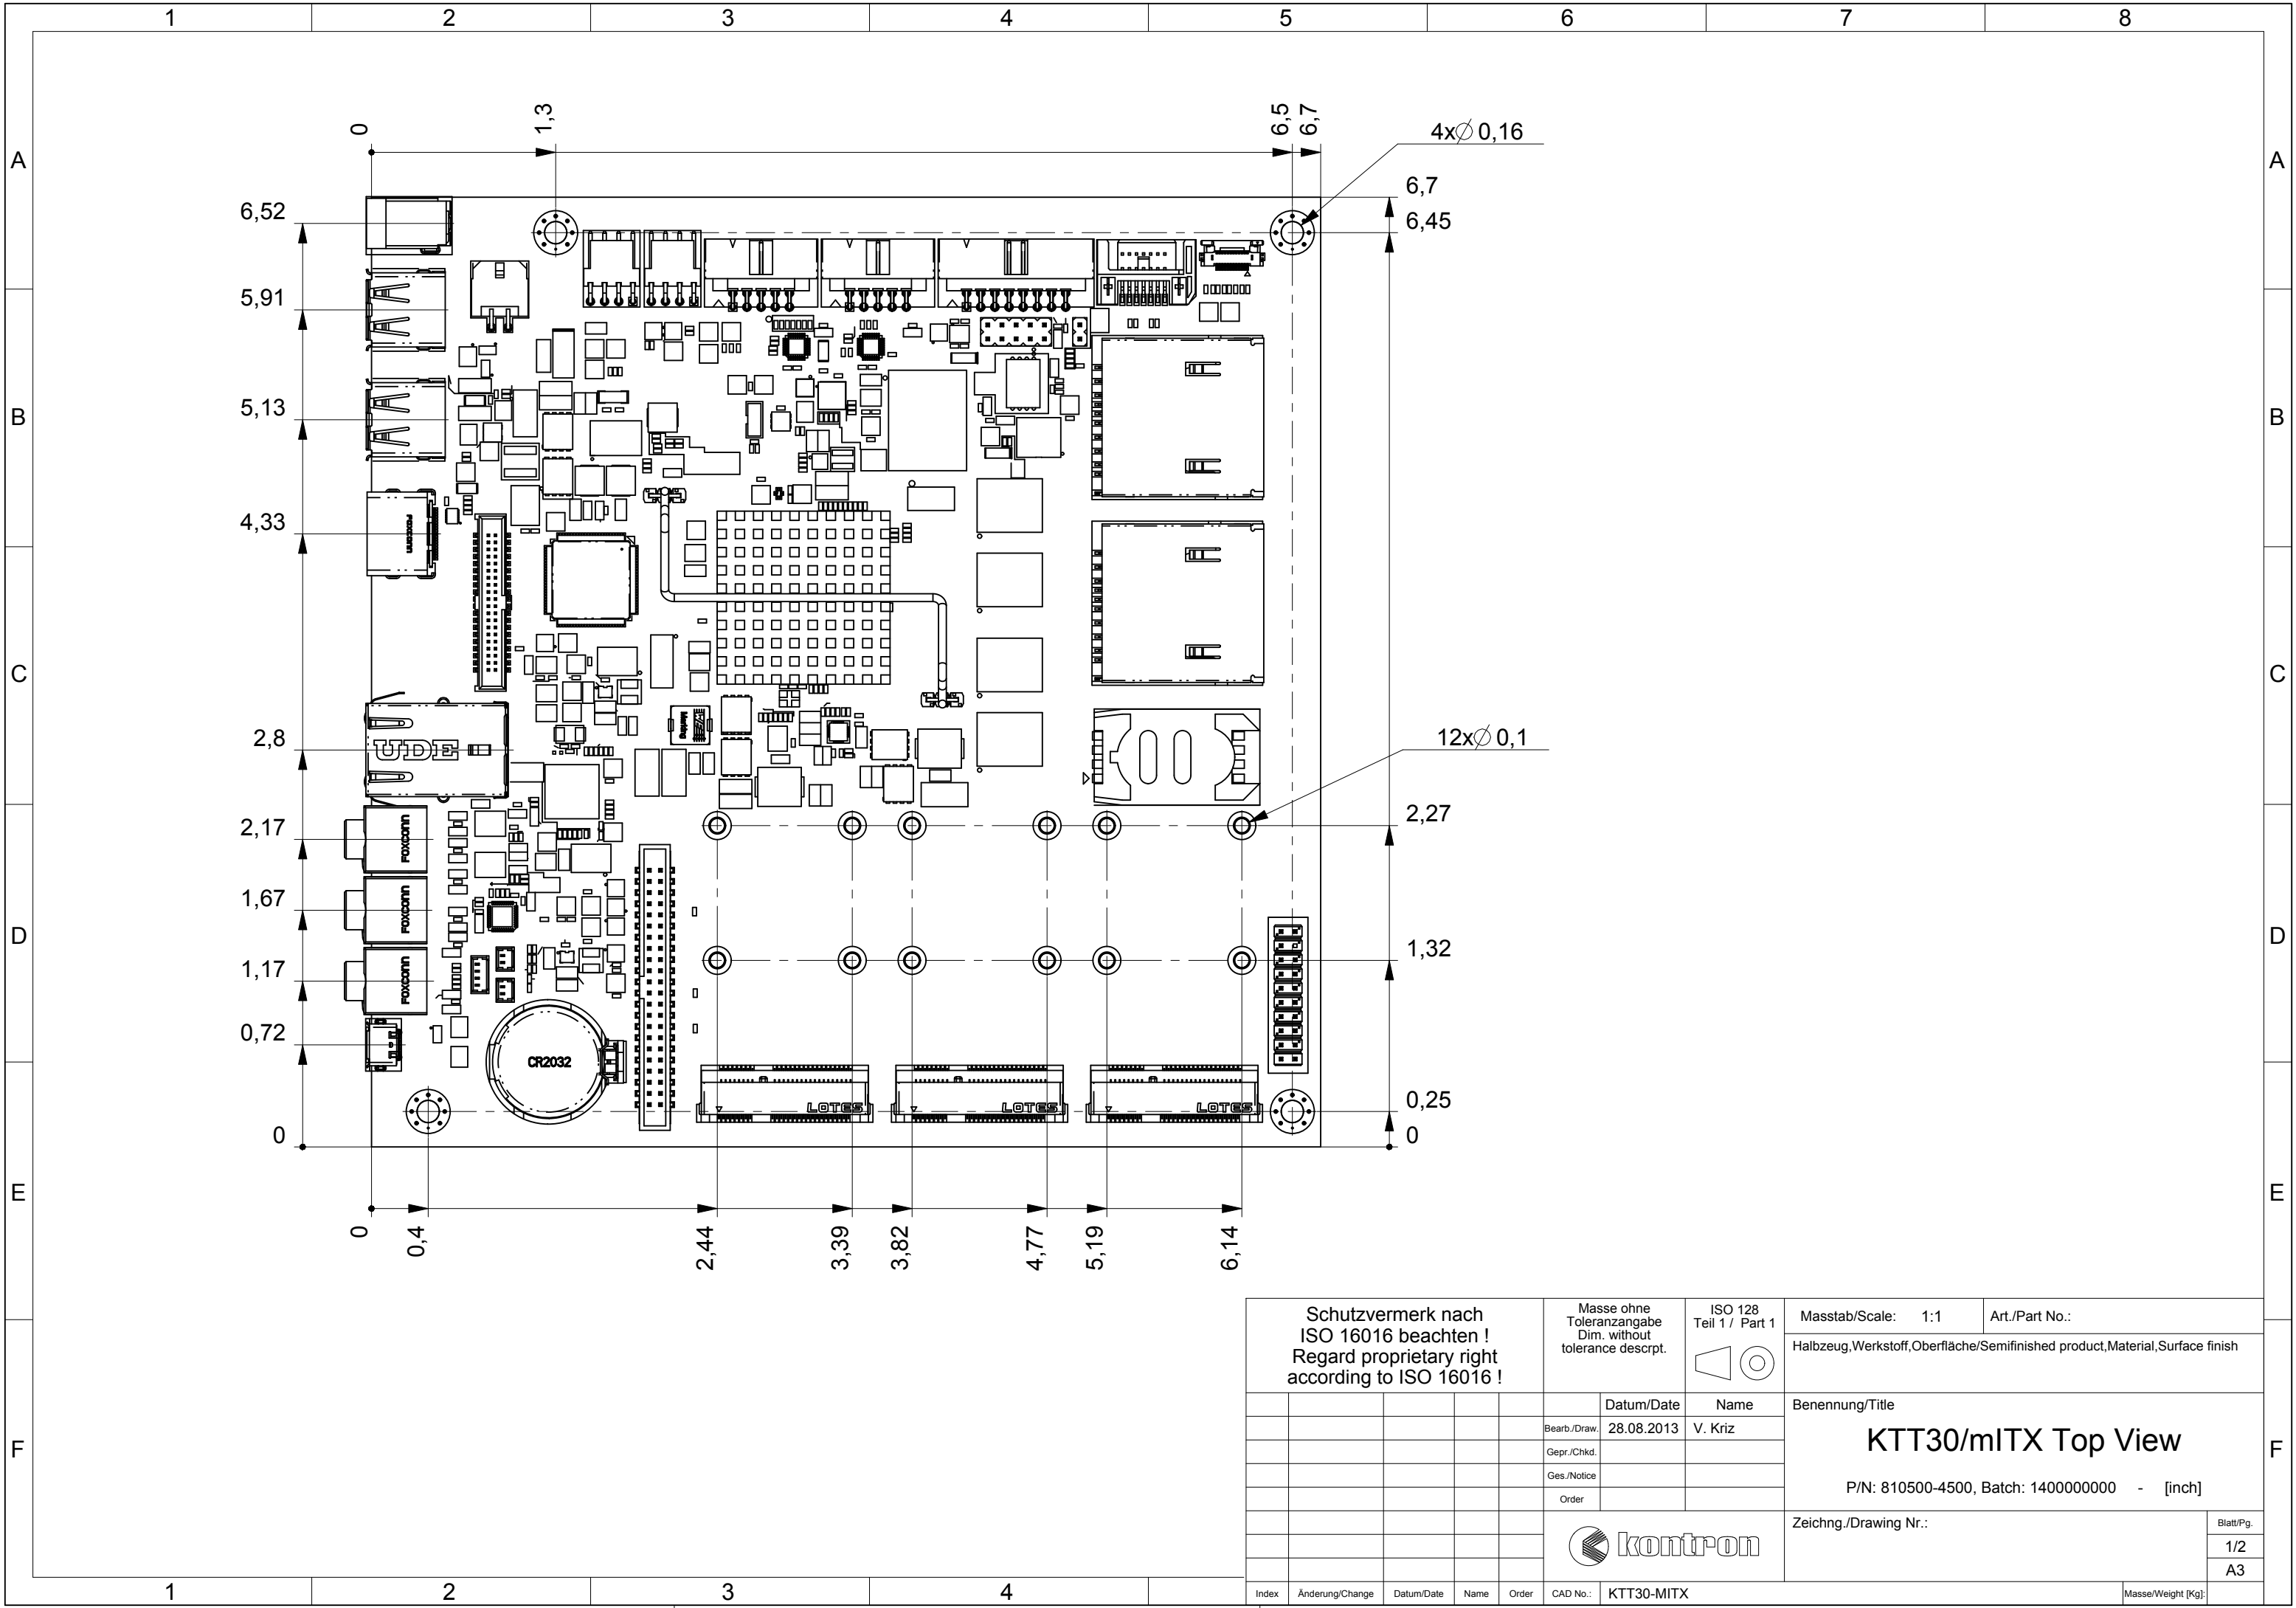 1 2 3 4 5 6 7 8
A A
B B
C C
D D
E E
F F
0 1,3 6,5 6,7
4x∅ 0,16
6,52
5,91
5,13
4,33
2,8
2,17
1,67
1,17
0,72
0
6,7
6,45
12x∅ 0,1
2,27
1,32
0,25
0
FOXCONN
UDE
Marking
FOXCONN
FOXCONN
FOXCONN
CR2032
LOTES LOTES LOTES
0 0,4 2,44 3,39 3,82 4,77 5,19 6,14
Schutzvermerk nach
ISO 16016 beachten !
Regard proprietary right
according to ISO 16016 !
Masse ohne
Toleranzangabe
Dim. without
tolerance descrpt.
ISO 128
Teil 1 / Part 1
Masstab/Scale: 1:1
Art./Part No.:
Halbzeug,Werkstoff,Oberfläche/Semifinished product,Material,Surface finish
Datum/Date Name
Bearb./Draw. 28.08.2013 V. Kriz
Gepr./Chkd.
Ges./Notice
Order
Benennung/Title
KTT30/mITX Top View
P/N: 810500-4500, Batch: 1400000000 - [inch]
kontron
Zeichng./Drawing Nr.:
Blatt/Pg.
1/2
A3
Index Änderung/Change Datum/Date Name Order CAD No.: KTT30-MITX
Masse/Weight [Kg]:
1 2 3 4